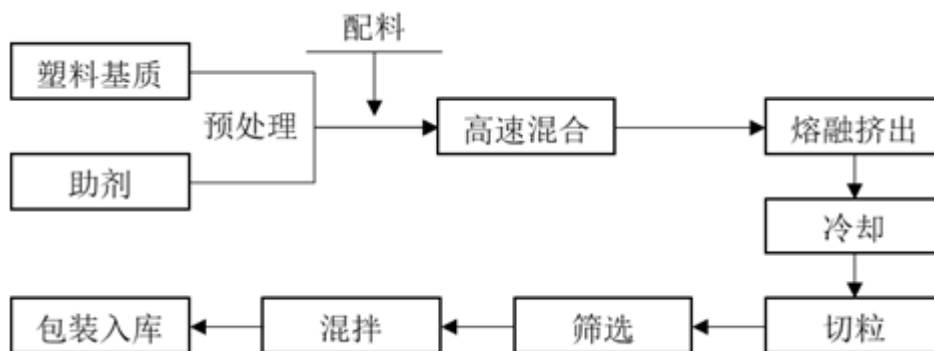 配料
塑料基质
预处理
高速混合
熔融挤出
助剂
冷却
包装入库
混拌
筛选
切粒